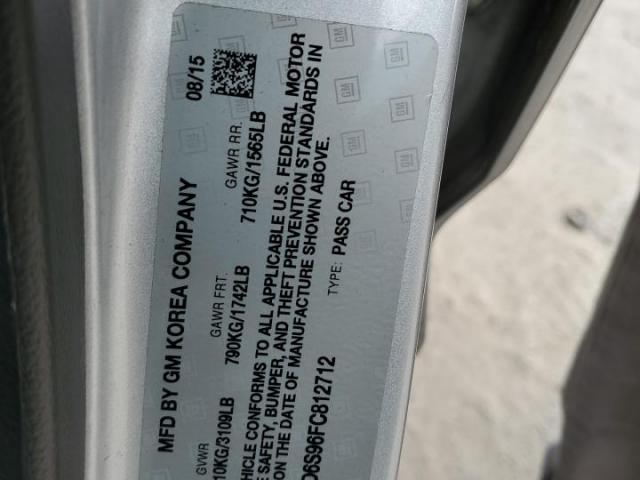 MFD BY GM KOREA COMPANY 08/15
GVWR GAWR FRT. GAWR RR.
10KG/3109LB 790KG/1742LB 710KG/1565LB
HICLE CONFORMS TO ALL APPLICABLE U.S. FEDERAL MOTOR
E SAFETY, BUMPER, AND THEFT PREVENTION STANDARDS IN
ON THE DATE OF MANUFACTURE SHOWN ABOVE.
D6S96FC812712 TYPE: PASS CAR